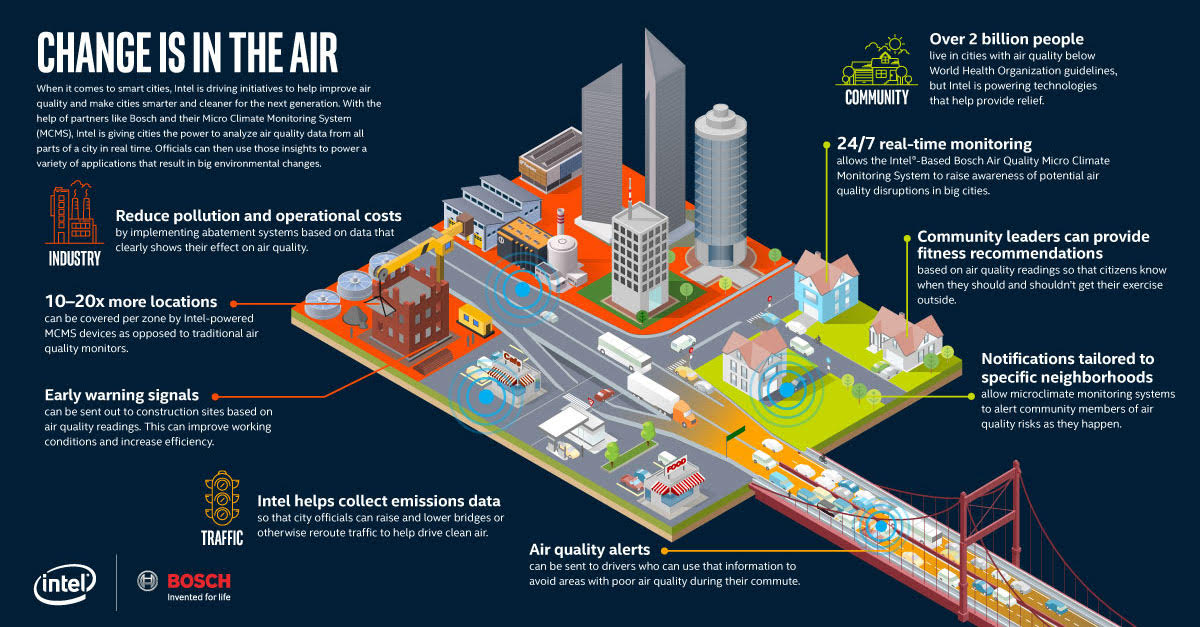 CHANGE IS IN THE AIR
When it comes to smart cities, Intel is driving initiatives to help improve air
quality and make cities smarter and cleaner for the next generation. With the
help of partners like Bosch and their Micro Climate Monitoring System
(MCMS), Intel is giving cities the power to analyze air quality data from all
parts of a city in real time. Officials can then use those insights to power a
variety of applications that result in big environmental changes.
INDUSTRY
Reduce pollution and operational costs
by implementing abatement systems based on data that
clearly shows their effect on air quality.
10–20x more locations
can be covered per zone by Intel-powered
MCMS devices as opposed to traditional air
quality monitors.
Early warning signals
can be sent out to construction sites based on
air quality readings. This can improve working
conditions and increase efficiency.
TRAFFIC
Intel helps collect emissions data
so that city officials can raise and lower bridges or
otherwise reroute traffic to help drive clean air.
Air quality alerts
can be sent to drivers who can use that information to
avoid areas with poor air quality during their commute.
COMMUNITY
Over 2 billion people
live in cities with air quality below
World Health Organization guidelines,
but Intel is powering technologies
that help provide relief.
24/7 real-time monitoring
allows the Intel®-Based Bosch Air Quality Micro Climate
Monitoring System to raise awareness of potential air
quality disruptions in big cities.
Community leaders can provide
fitness recommendations
based on air quality readings so that citizens know
when they should and shouldn't get their exercise
outside.
Notifications tailored to
specific neighborhoods
allow microclimate monitoring systems
to alert community members of air
quality risks as they happen.
FOOD
intel
BOSCH
Invented for life